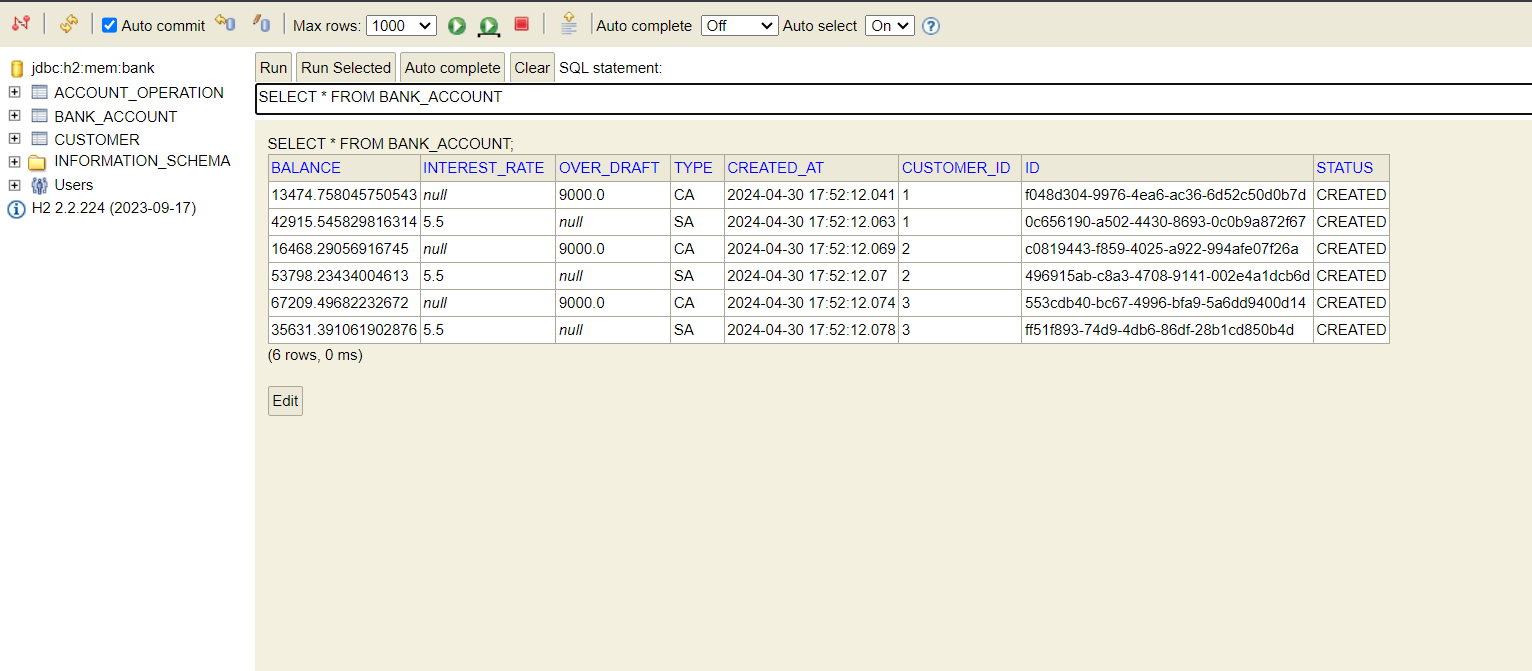 Auto commit Max rows: 1000 Auto complete Off Auto select On ?
jdbc:h2:mem:bank
ACCOUNT_OPERATION
BANK_ACCOUNT
CUSTOMER
INFORMATION_SCHEMA
Users
H2 2.2.224 (2023-09-17)
Run Run Selected Auto complete Clear SQL statement:
SELECT * FROM BANK_ACCOUNT
SELECT * FROM BANK_ACCOUNT;
BALANCE INTEREST_RATE OVER_DRAFT TYPE CREATED_AT CUSTOMER_ID ID STATUS
13474.758045750543 null 9000.0 CA 2024-04-30 17:52:12.041 1 f048d304-9976-4ea6-ac36-6d52c50d0b7d CREATED
42915.545829816314 5.5 null SA 2024-04-30 17:52:12.063 1 0c656190-a502-4430-8693-0c0b9a872f67 CREATED
16468.29056916745 null 9000.0 CA 2024-04-30 17:52:12.069 2 c0819443-f859-4025-a922-994afe07f26a CREATED
53798.23434004613 5.5 null SA 2024-04-30 17:52:12.07 2 496915ab-c8a3-4708-9141-002e4a1dcb6d CREATED
67209.49682232672 null 9000.0 CA 2024-04-30 17:52:12.074 3 553cdb40-bc67-4996-bfa9-5a6dd9400d14 CREATED
35631.391061902876 5.5 null SA 2024-04-30 17:52:12.078 3 ff51f893-74d9-4db6-86df-28b1cd850b4d CREATED
(6 rows, 0 ms)
Edit